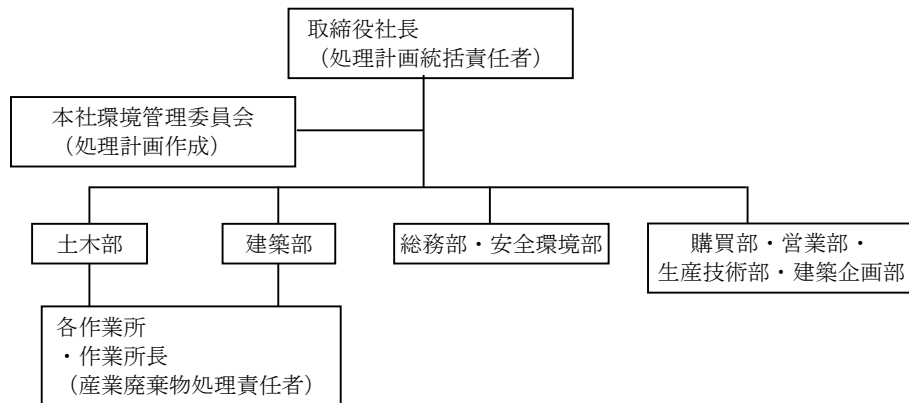 取締役社長
（処理計画統括責任者）
本社環境管理委員会
（処理計画作成）
土木部
建築部
総務部・安全環境部
購買部・営業部・
生産技術部・建築企画部
各作業所
・作業所長
（産業廃棄物処理責任者）